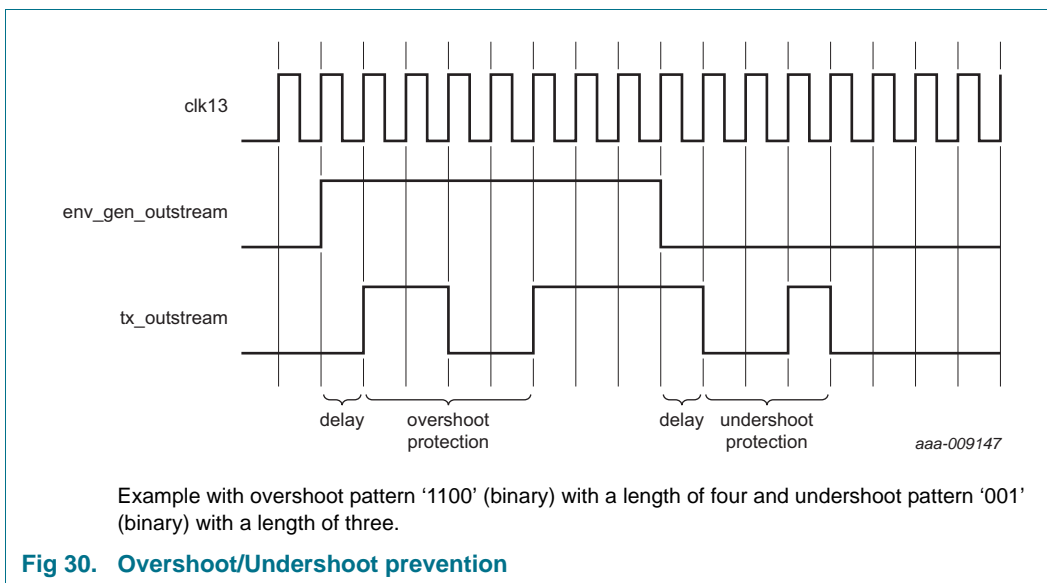 clk13
env_gen_outstream
tx_outstream
delay overshoot protection delay undershoot protection
aaa-009147
Example with overshoot pattern ‘1100’ (binary) with a length of four and undershoot pattern ‘001’
(binary) with a length of three.
Fig 30. Overshoot/Undershoot prevention